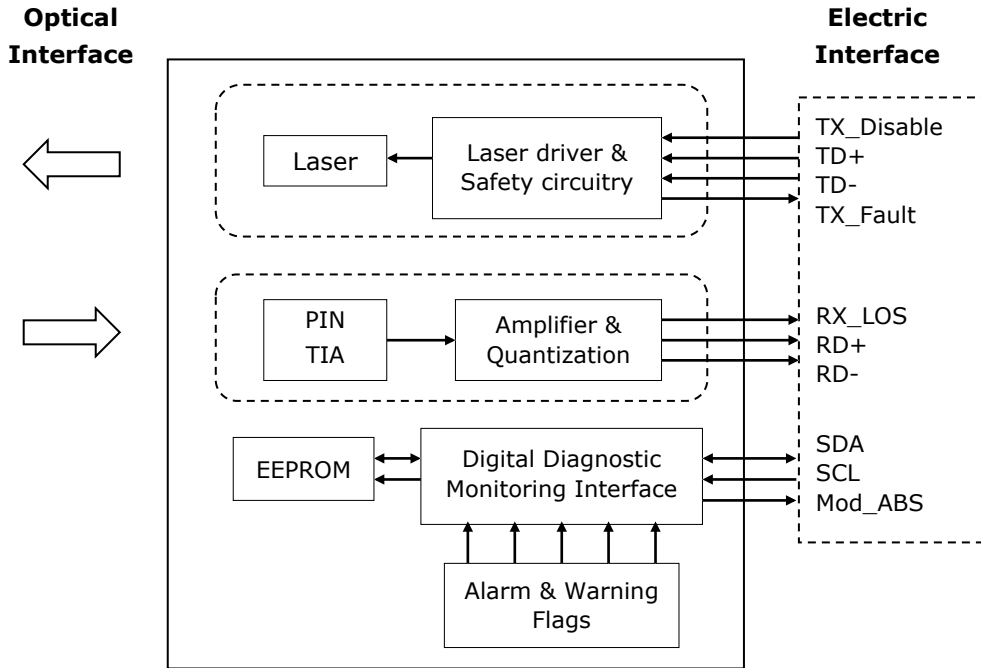 Optical
Interface
Electric
Interface
Laser
Laser driver &
Safety circuitry
TX_Disable
TD+
TD-
TX_Fault
PIN
TIA
Amplifier &
Quantization
RX_LOS
RD+
RD-
EEPROM
Digital Diagnostic
Monitoring Interface
SDA
SCL
Mod_ABS
Alarm & Warning
Flags